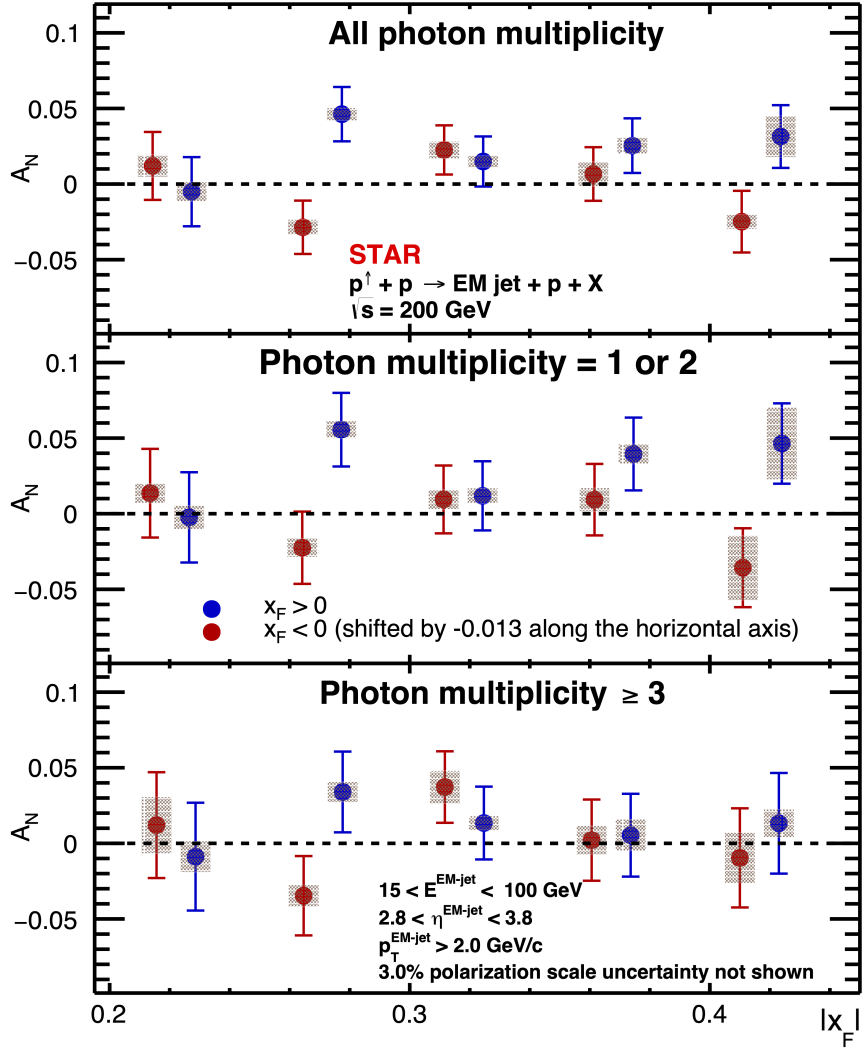 All photon multiplicity
0.1
0.05
0
−0.05
A_N
STAR
p↑ + p → EM jet + p + X
√s = 200 GeV
Photon multiplicity = 1 or 2
0.1
0.05
0
−0.05
A_N
x_F > 0
x_F < 0 (shifted by -0.013 along the horizontal axis)
Photon multiplicity ≥ 3
0.1
0.05
0
−0.05
A_N
15 < E^EM-jet < 100 GeV
2.8 < η^EM-jet < 3.8
p_T^EM-jet > 2.0 GeV/c
3.0% polarization scale uncertainty not shown
0.2 0.3 0.4 |x_F|